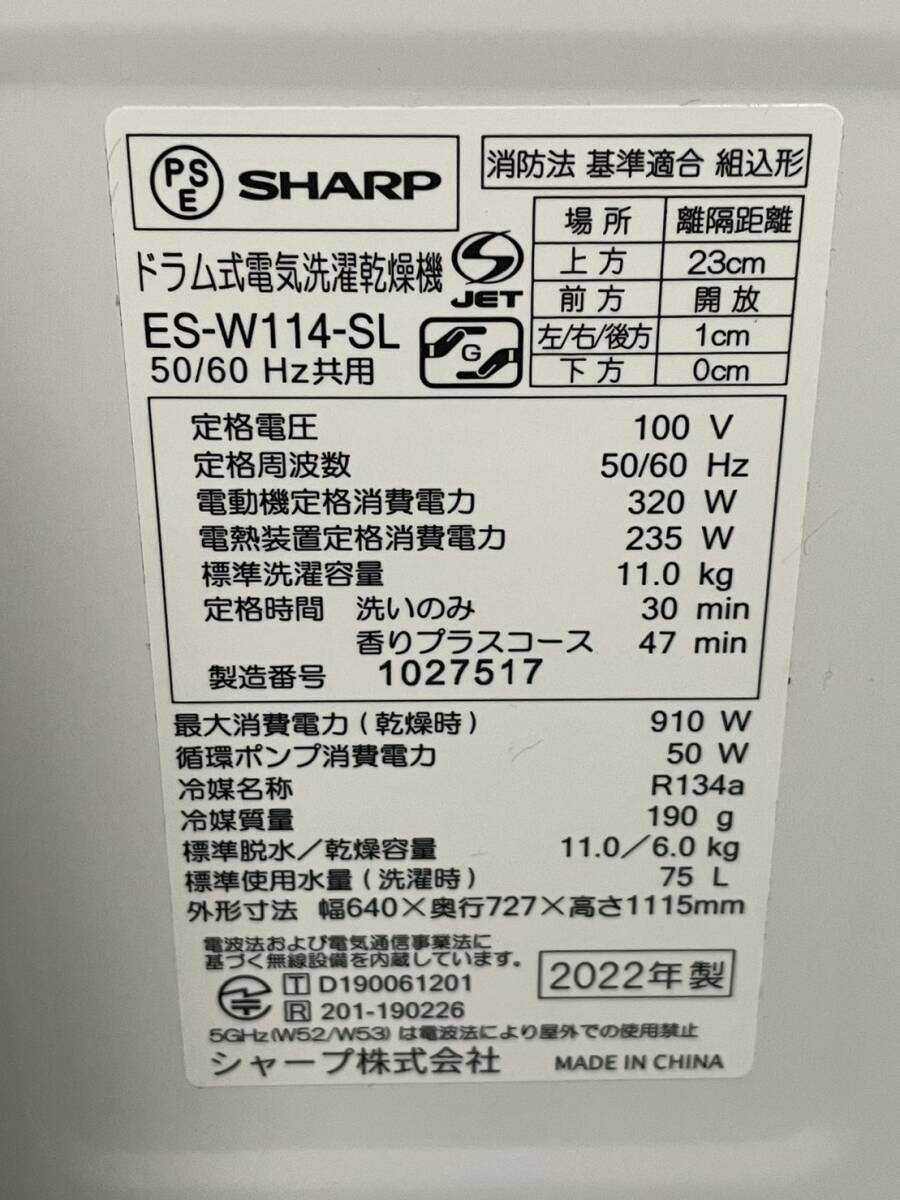 PSE SHARP
消防法 基準適合 組込形
場所 離隔距離
上方 23cm
前方 開放
左/右/後方 1cm
下方 0cm
ドラム式電気洗濯乾燥機
S JET
ES-W114-SL
G
50/60 Hz共用
定格電圧 100 V
定格周波数 50/60 Hz
電動機定格消費電力 320 W
電熱装置定格消費電力 235 W
標準洗濯容量 11.0 kg
定格時間 洗いのみ 30 min
香りプラスコース 47 min
製造番号 1027517
最大消費電力(乾燥時) 910 W
循環ポンプ消費電力 50 W
冷媒名称 R134a
冷媒質量 190 g
標準脱水/乾燥容量 11.0/6.0 kg
標準使用水量(洗濯時) 75 L
外形寸法 幅640×奥行727×高さ1115mm
電波法および電気通信事業法に
基づく無線設備を内蔵しています。
T D190061201
R 201-190226
2022年製
5GHz(W52/W53)は電波法により屋外での使用禁止
シャープ株式会社 MADE IN CHINA